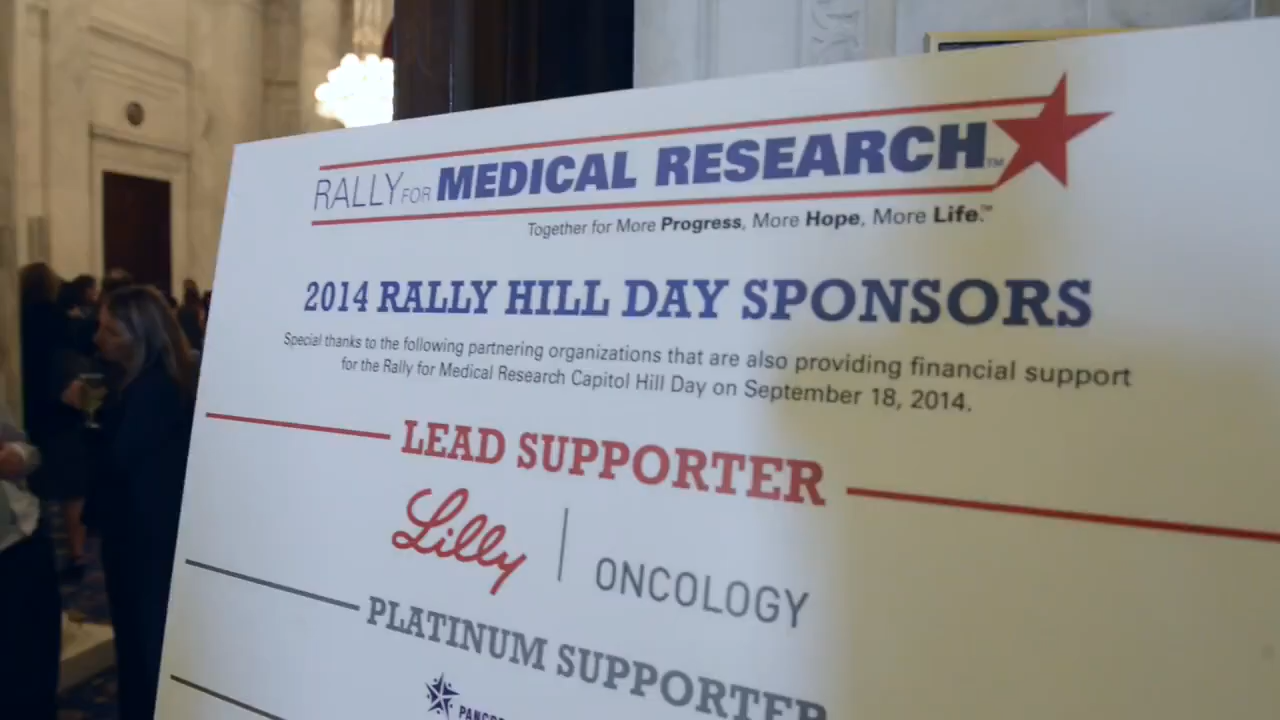 RALLY FOR MEDICAL RESEARCH™
Together for More Progress, More Hope, More Life.™
2014 RALLY HILL DAY SPONSORS
Special thanks to the following partnering organizations that are also providing financial support
for the Rally for Medical Research Capitol Hill Day on September 18, 2014.
LEAD SUPPORTER
Lilly | ONCOLOGY
PLATINUM SUPPORTER